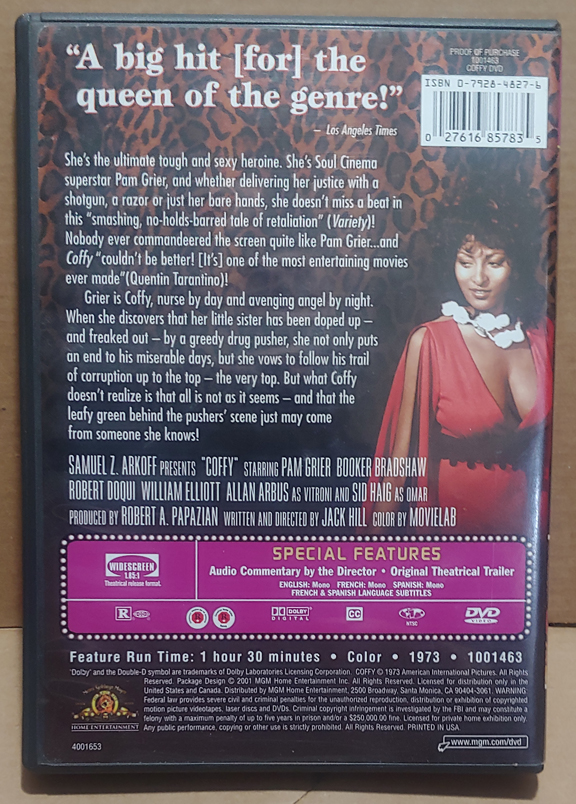 “A big hit [for] the
queen of the genre!”
— Los Angeles Times
PROOF OF PURCHASE
1001463
COFFY DVD
ISBN 0-7928-4827-6
0 27616 85783 5
She's the ultimate tough and sexy heroine. She's Soul Cinema
superstar Pam Grier, and whether delivering her justice with a
shotgun, a razor or just her bare hands, she doesn't miss a beat in
this “smashing, no-holds-barred tale of retaliation” (Variety)!
Nobody ever commandeered the screen quite like Pam Grier...and
Coffy “couldn't be better! [It's] one of the most entertaining movies
ever made”(Quentin Tarantino)!
Grier is Coffy, nurse by day and avenging angel by night.
When she discovers that her little sister has been doped up —
and freaked out — by a greedy drug pusher, she not only puts
an end to his miserable days, but she vows to follow his trail
of corruption up to the top — the very top. But what Coffy
doesn't realize is that all is not as it seems — and that the
leafy green behind the pushers' scene just may come
from someone she knows!
SAMUEL Z. ARKOFF PRESENTS "COFFY" STARRING PAM GRIER BOOKER BRADSHAW
ROBERT DOQUI WILLIAM ELLIOTT ALLAN ARBUS AS VITRONI AND SID HAIG AS OMAR
PRODUCED BY ROBERT A. PAPAZIAN WRITTEN AND DIRECTED BY JACK HILL COLOR BY MOVIELAB
WIDESCREEN
1.85:1
Theatrical release format.
SPECIAL FEATURES
Audio Commentary by the Director • Original Theatrical Trailer
ENGLISH: Mono FRENCH: Mono SPANISH: Mono
FRENCH & SPANISH LANGUAGE SUBTITLES
R
DOLBY
DIGITAL
CC
NTSC
DVD
VIDEO
Feature Run Time: 1 hour 30 minutes • Color • 1973 • 1001463
"Dolby" and the Double-D symbol are trademarks of Dolby Laboratories Licensing Corporation. COFFY © 1973 American International Pictures. All Rights
Reserved. Package Design © 2001 MGM Home Entertainment Inc. All Rights Reserved. Licensed for distribution only in the
United States and Canada. Distributed by MGM Home Entertainment, 2500 Broadway, Santa Monica, CA 90404-3061. WARNING:
Federal law provides severe civil and criminal penalties for the unauthorized reproduction, distribution or exhibition of copyrighted
motion picture videotapes, laser discs and DVDs. Criminal copyright infringement is investigated by the FBI and may constitute a
felony with a maximum penalty of up to five years in prison and/or a $250,000.00 fine. Licensed for private home exhibition only.
Any public performance, copying or other use is strictly prohibited. All Rights Reserved. PRINTED IN USA
HOME ENTERTAINMENT
4001653
www.mgm.com/dvd